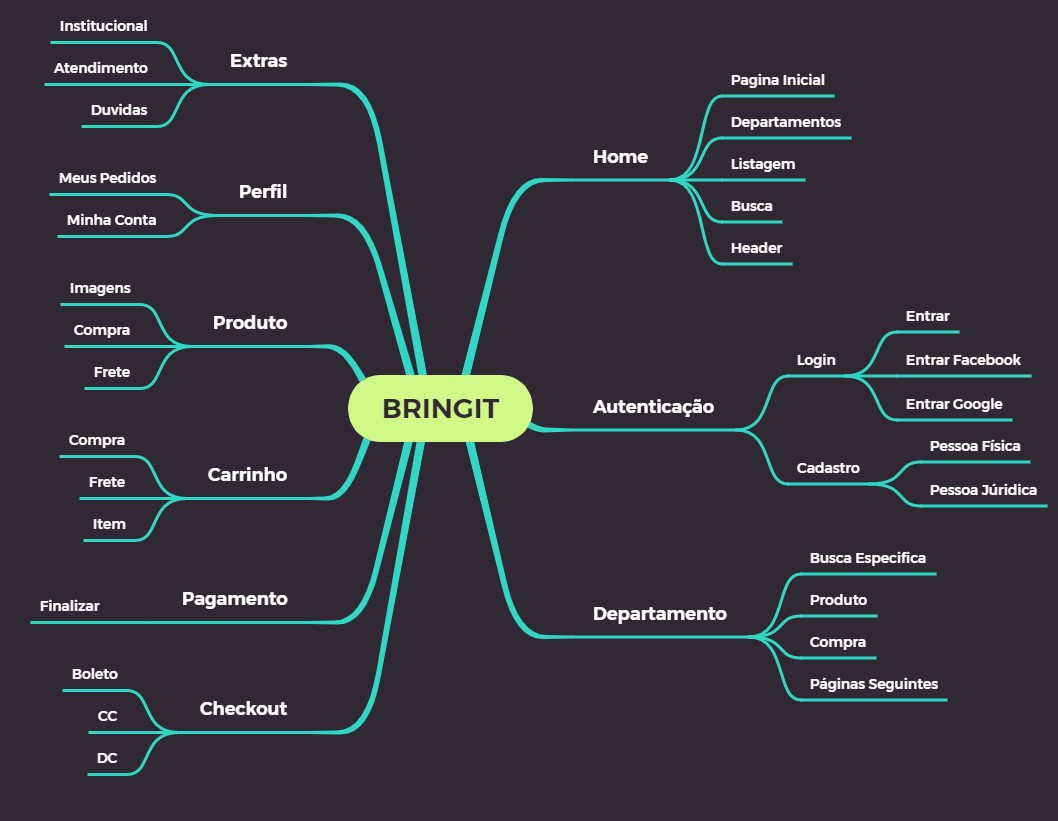 BRINGIT
Home
Pagina Inicial
Departamentos
Listagem
Busca
Header
Autenticação
Login
Entrar
Entrar Facebook
Entrar Google
Cadastro
Pessoa Física
Pessoa Júridica
Departamento
Busca Especifica
Produto
Compra
Páginas Seguintes
Extras
Institucional
Atendimento
Duvidas
Perfil
Meus Pedidos
Minha Conta
Produto
Imagens
Compra
Frete
Carrinho
Compra
Frete
Item
Pagamento
Finalizar
Checkout
Boleto
CC
DC